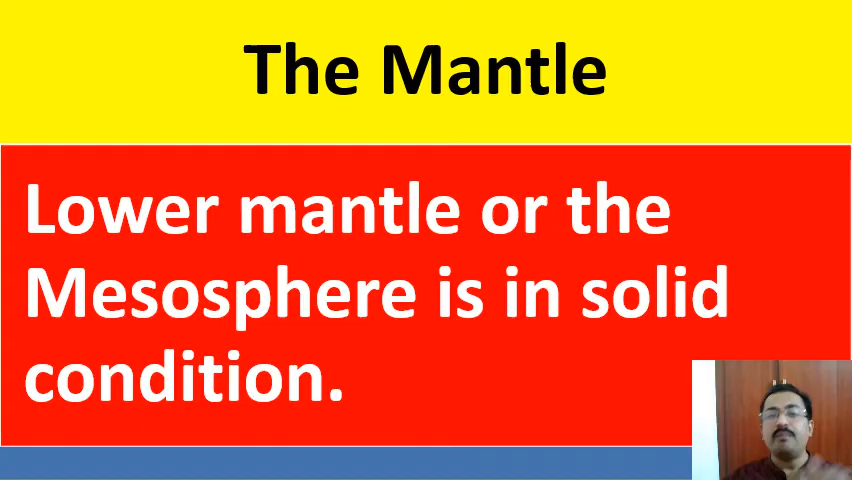 The Mantle
Lower mantle or the
Mesosphere is in solid
condition.